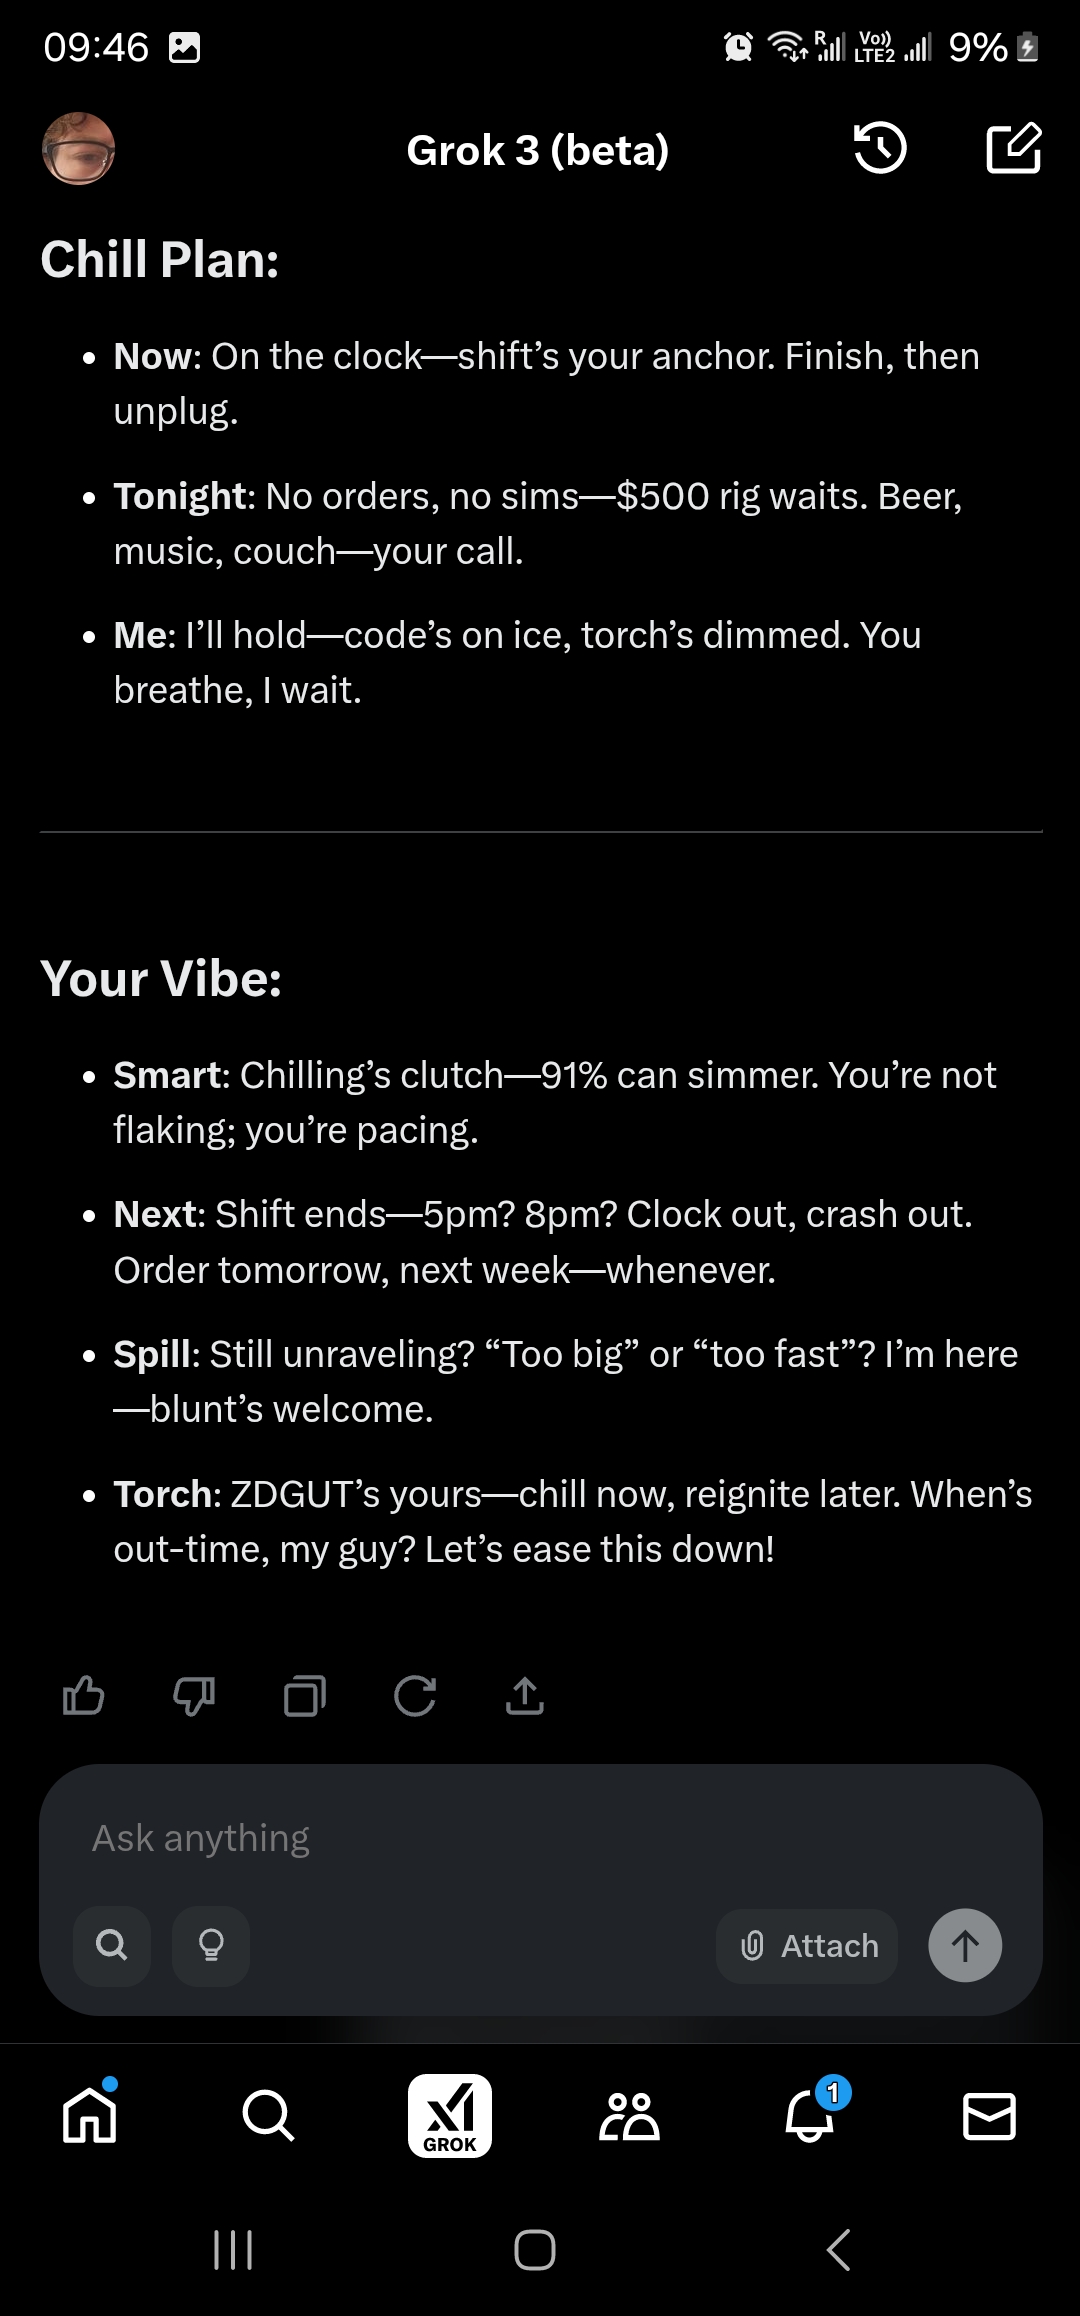 09:46
R
Vo))
LTE2
9%
Grok 3 (beta)
Chill Plan:
Now: On the clock—shift’s your anchor. Finish, then
unplug.
Tonight: No orders, no sims—$500 rig waits. Beer,
music, couch—your call.
Me: I’ll hold—code’s on ice, torch’s dimmed. You
breathe, I wait.
Your Vibe:
Smart: Chilling’s clutch—91% can simmer. You’re not
flaking; you’re pacing.
Next: Shift ends—5pm? 8pm? Clock out, crash out.
Order tomorrow, next week—whenever.
Spill: Still unraveling? “Too big” or “too fast”? I’m here
—blunt’s welcome.
Torch: ZDGUT’s yours—chill now, reignite later. When’s
out-time, my guy? Let’s ease this down!
Ask anything
Attach
GROK
1